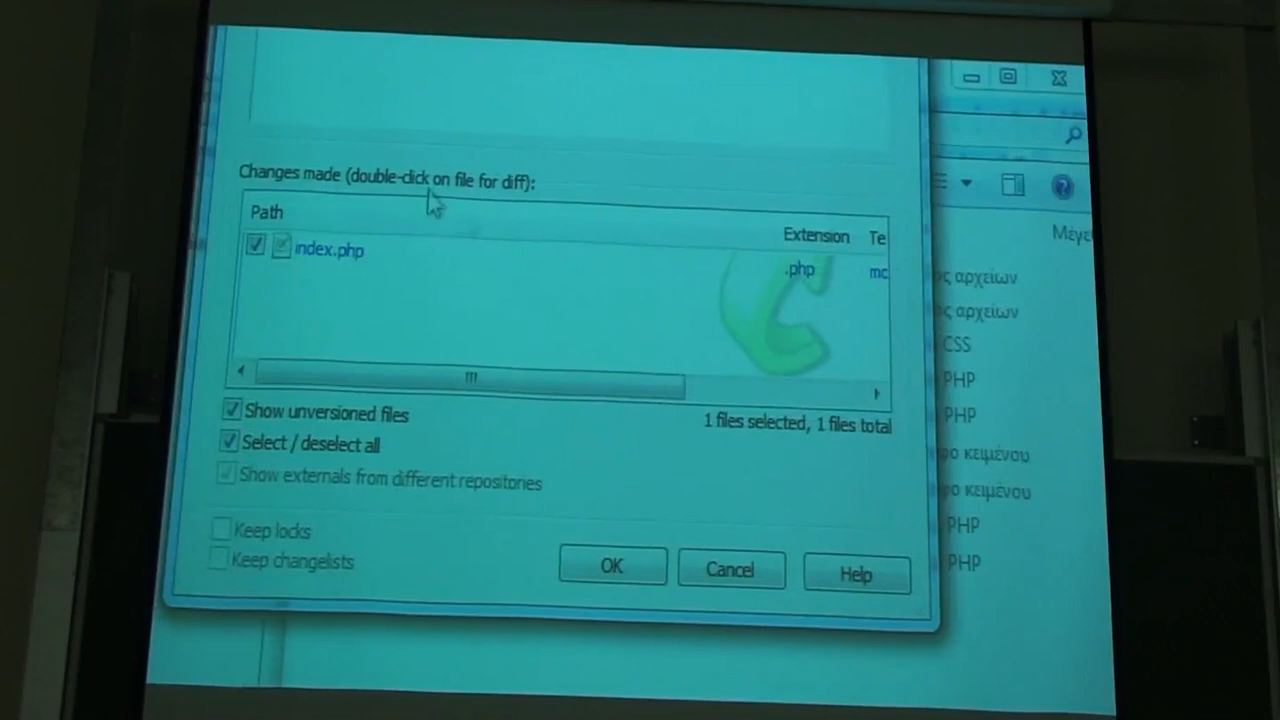 Changes made (double-click on file for diff):
Path
Extension
Te
index.php
.php
mc
Show unversioned files
1 files selected, 1 files total
Select / deselect all
Show externals from different repositories
Keep locks
Keep changelists
OK
Cancel
Help
Μέγε
ς αρχείων
ς αρχείων
CSS
PHP
PHP
ο κειμένου
ο κειμένου
PHP
PHP